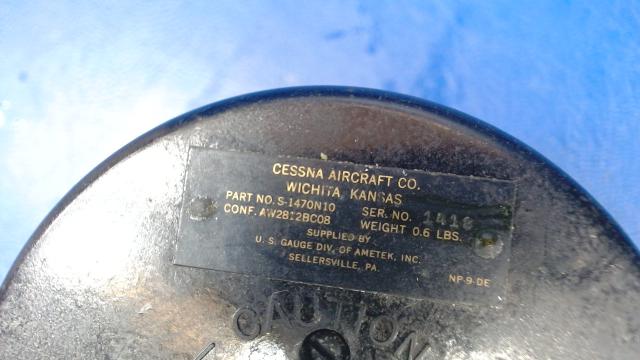 CESSNA AIRCRAFT CO.
WICHITA, KANSAS
PART NO. S-1470N10 SER. NO. 1418
CONF. AW2812BC08 WEIGHT 0.6 LBS.
SUPPLIED BY
U. S. GAUGE DIV. OF AMETEK, INC.
SELLERSVILLE, PA.
NP-9-DE
CAUTION